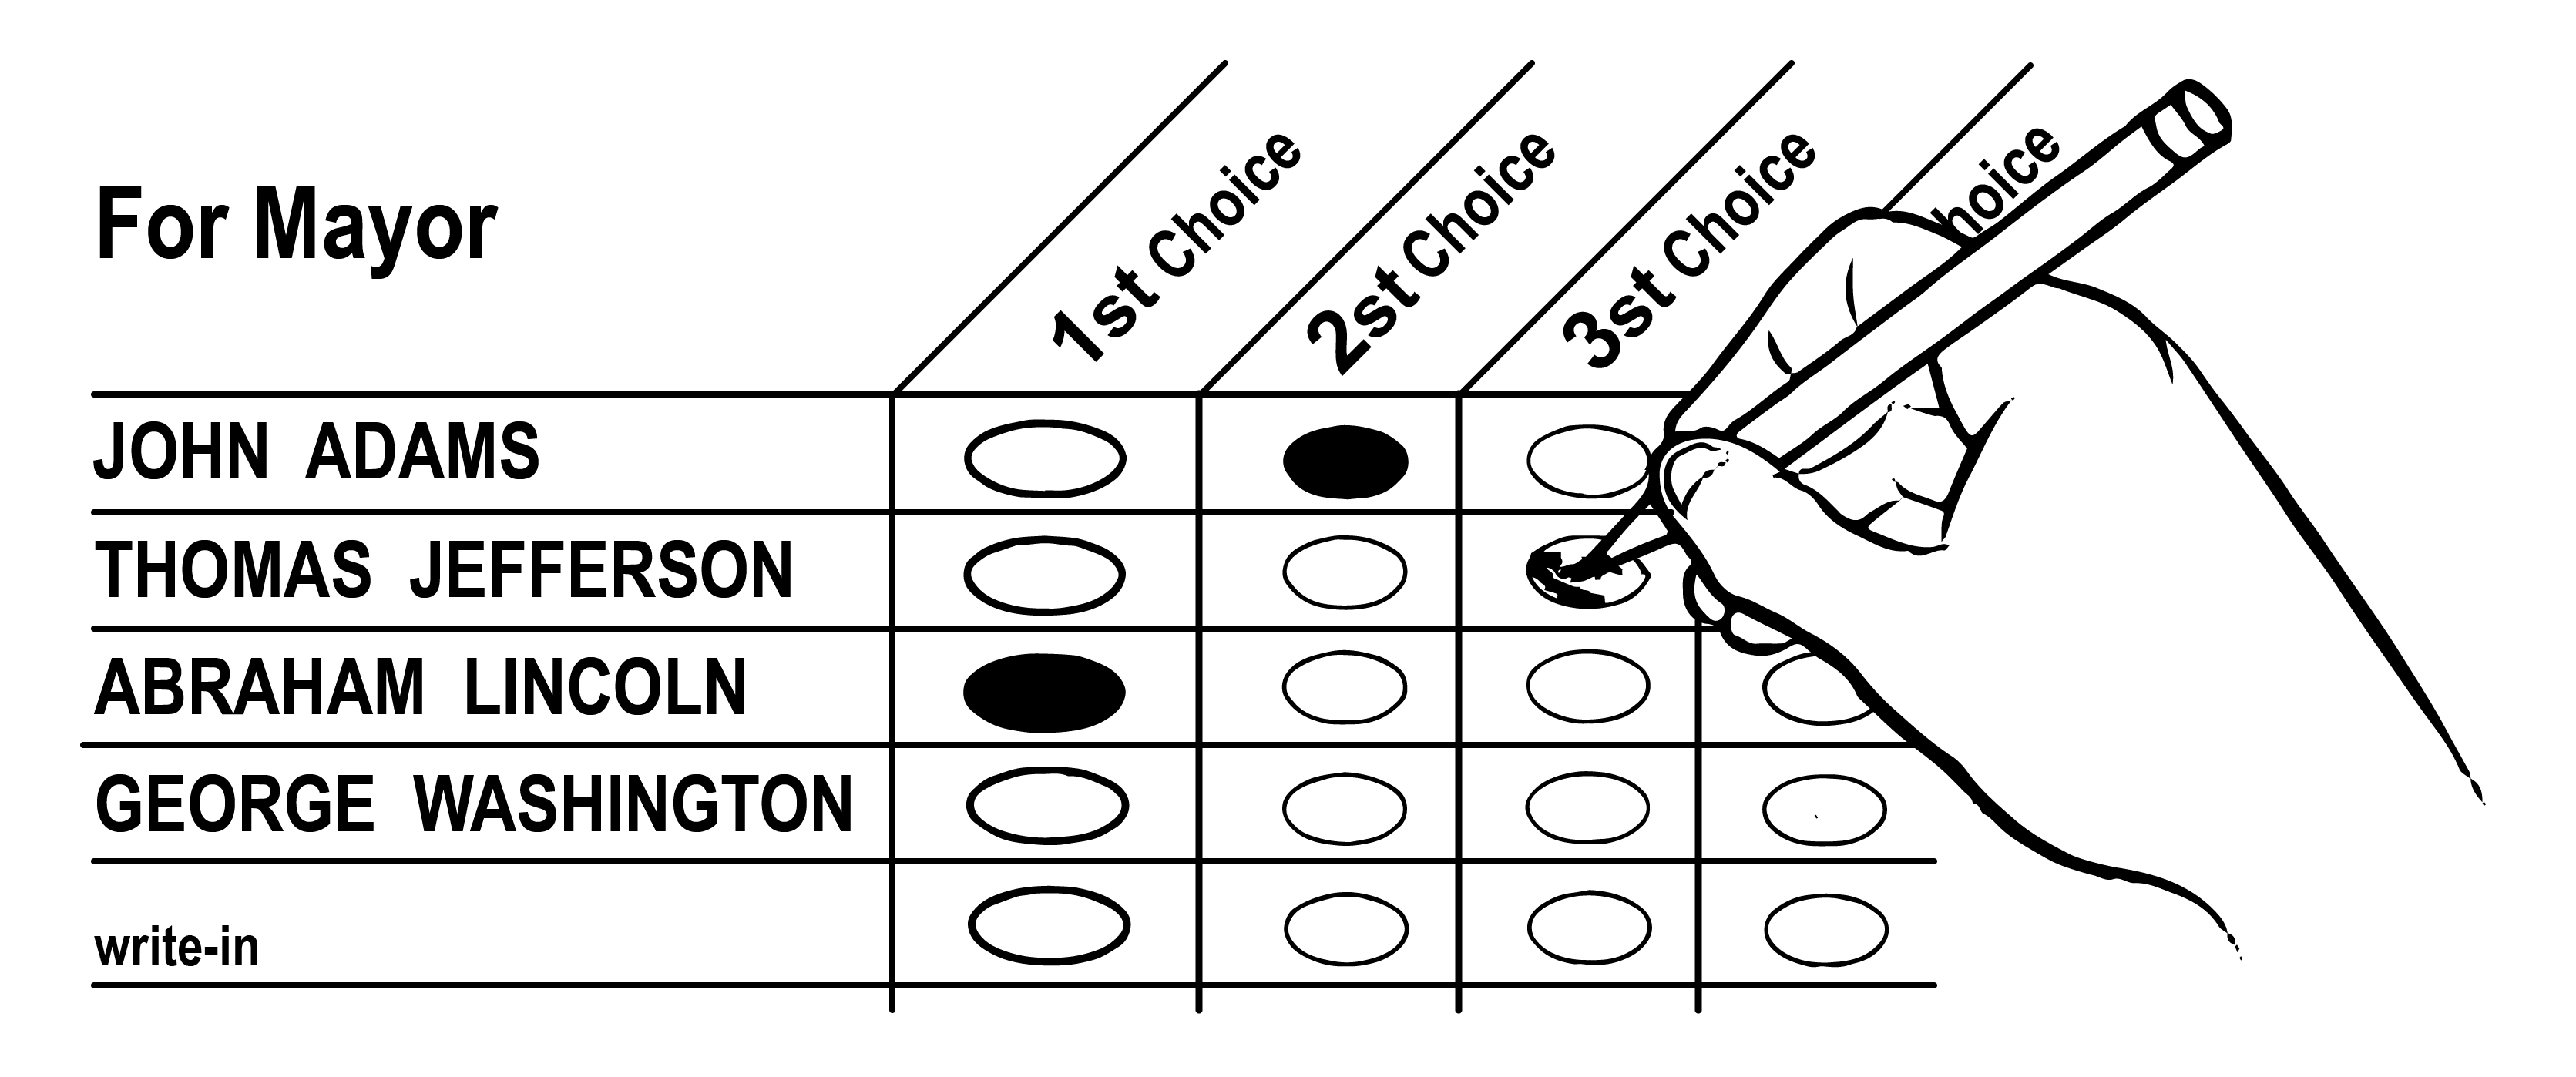 For Mayor
1st Choice
2st Choice
3st Choice
hoice
JOHN ADAMS
THOMAS JEFFERSON
ABRAHAM LINCOLN
GEORGE WASHINGTON
write-in